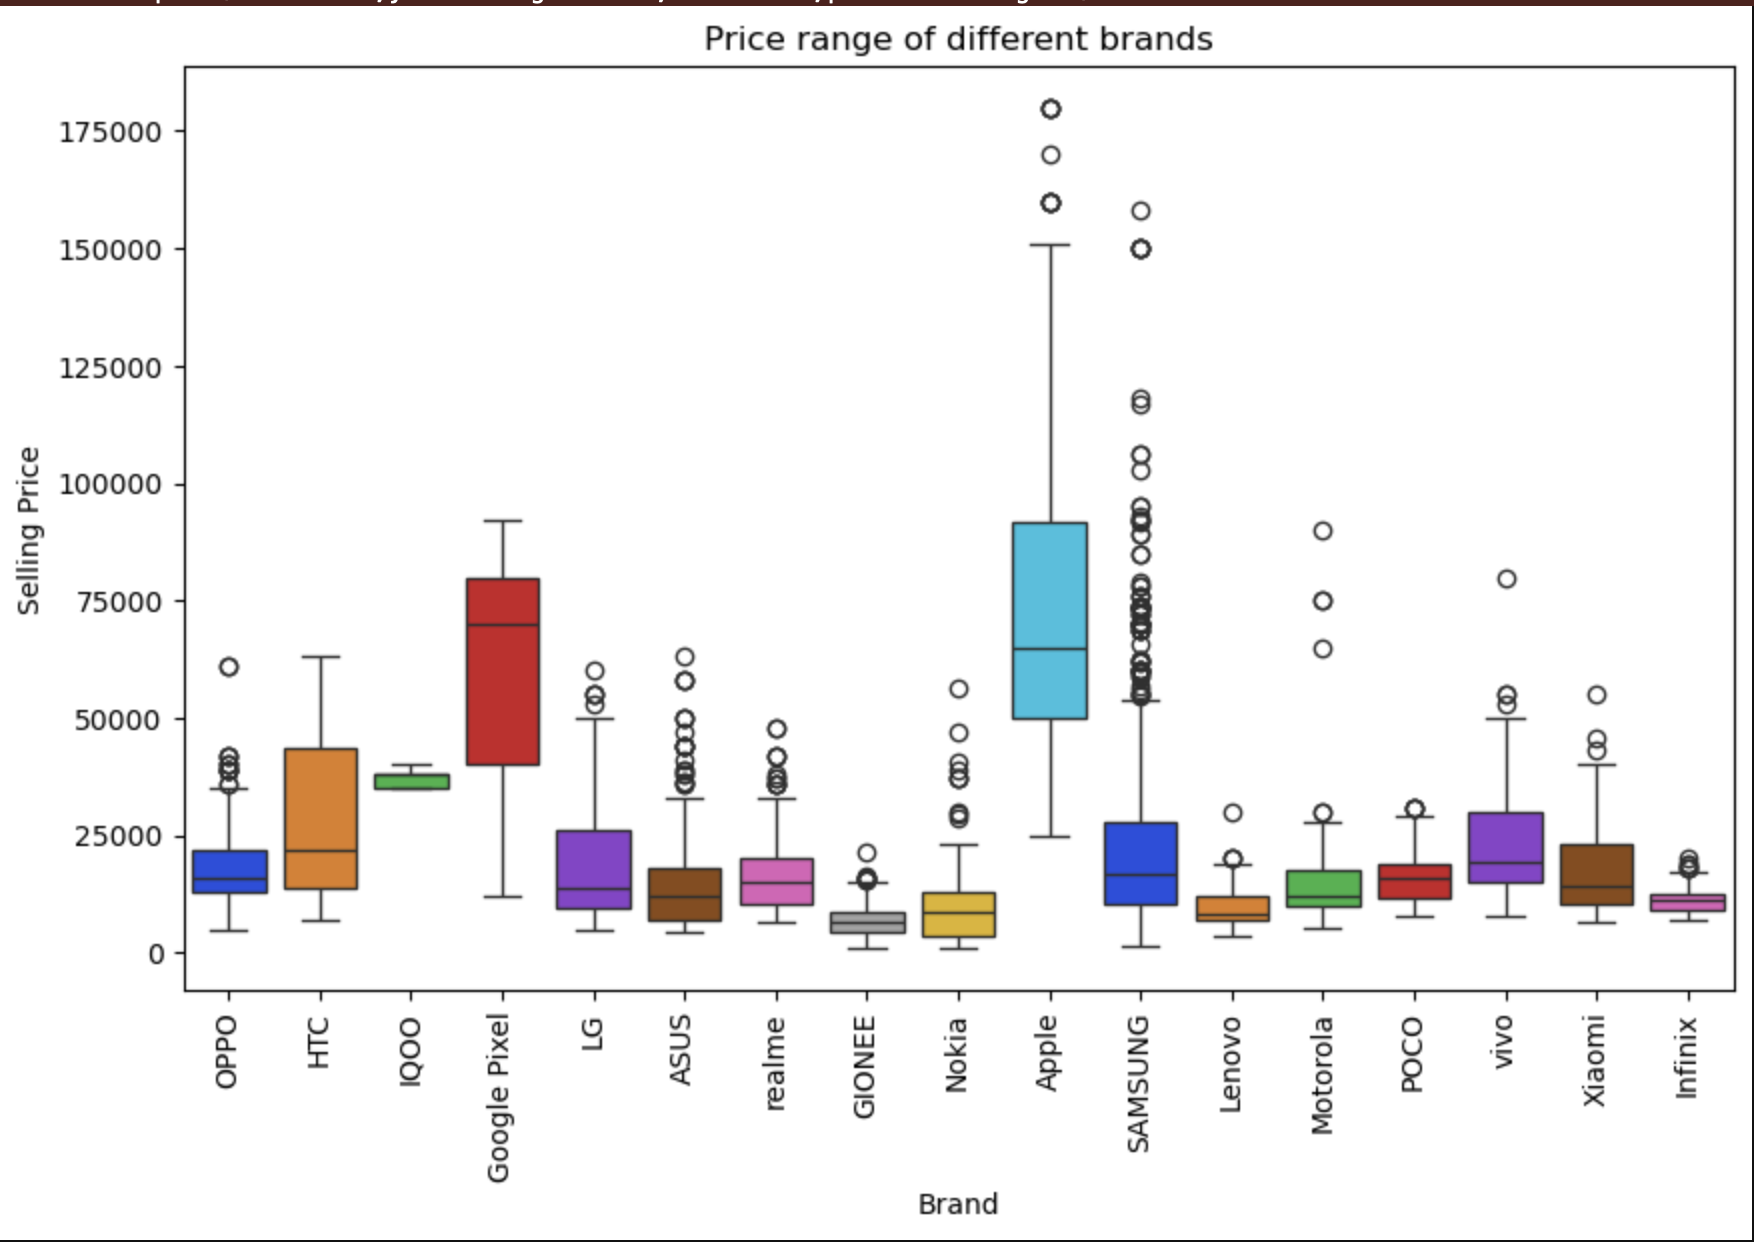 Price range of different brands
175000
150000
125000
100000
75000
50000
25000
0
Selling Price
OPPO
HTC
IQOO
Google Pixel
LG
ASUS
realme
GIONEE
Nokia
Apple
SAMSUNG
Lenovo
Motorola
POCO
vivo
Xiaomi
Infinix
Brand